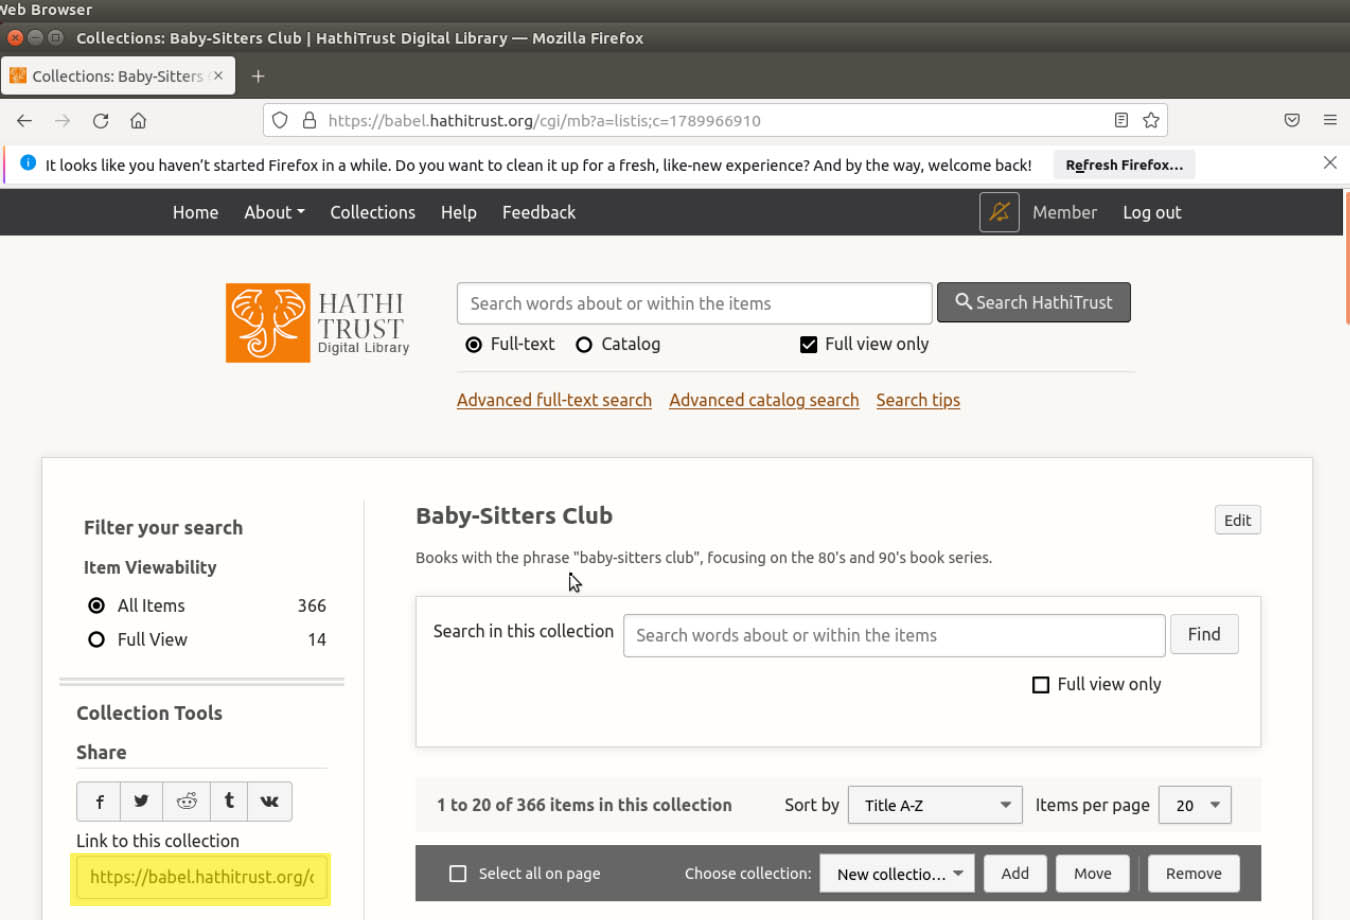 Web Browser
Collections: Baby-Sitters Club | HathiTrust Digital Library — Mozilla Firefox
Collections: Baby-Sitters
https://babel.hathitrust.org/cgi/mb?a=listis;c=1789966910
It looks like you haven't started Firefox in a while. Do you want to clean it up for a fresh, like-new experience? And by the way, welcome back! Refresh Firefox...
Home About Collections Help Feedback Member Log out
HATHI
TRUST
Digital Library
Search words about or within the items Search HathiTrust
Full-text Catalog Full view only
Advanced full-text search Advanced catalog search Search tips
Filter your search
Item Viewability
All Items 366
Full View 14
Collection Tools
Share
f t
Link to this collection
https://babel.hathitrust.org/c
Baby-Sitters Club
Edit
Books with the phrase "baby-sitters club", focusing on the 80's and 90's book series.
Search in this collection Search words about or within the items Find
Full view only
1 to 20 of 366 items in this collection Sort by Title A-Z Items per page 20
Select all on page Choose collection: New collectio... Add Move Remove